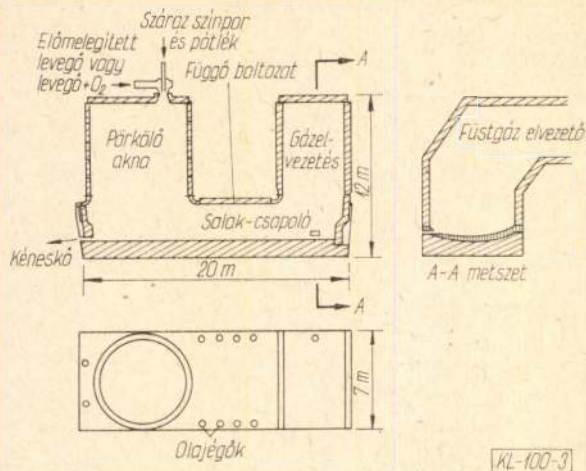 Száraz színpor
és pótlék
Előmelegített
levegő vagy
levegő+O₂
Függő boltozat
A
Pörkölő
akna
Gázel-
vezetés
12 m
Füstgáz elvezető
Salak-csapoló
Kéneskő
20 m
A
A-A metszet
7 m
Olajégők
KL-100-3